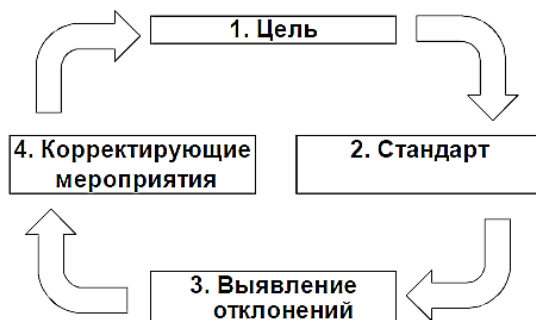 1. Цель
2. Стандарт
3. Выявление
отклонений
4. Корректирующие
мероприятия